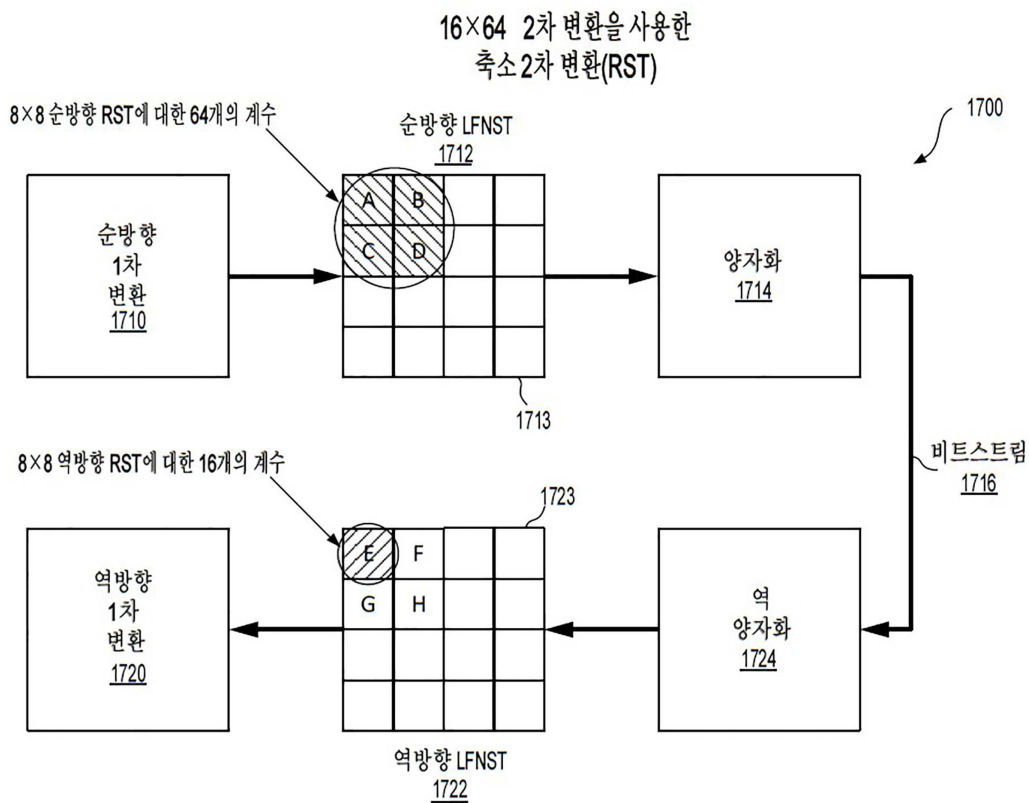 16×64 2차 변환을 사용한
축소 2차 변환(RST)
8×8 순방향 RST에 대한 64개의 계수
순방향 LFNST
1712
1700
순방향
1차
변환
1710
A B
C D
양자화
1714
1713
비트스트림
1716
8×8 역방향 RST에 대한 16개의 계수
1723
역방향
1차
변환
1720
E F
G H
역
양자화
1724
역방향 LFNST
1722